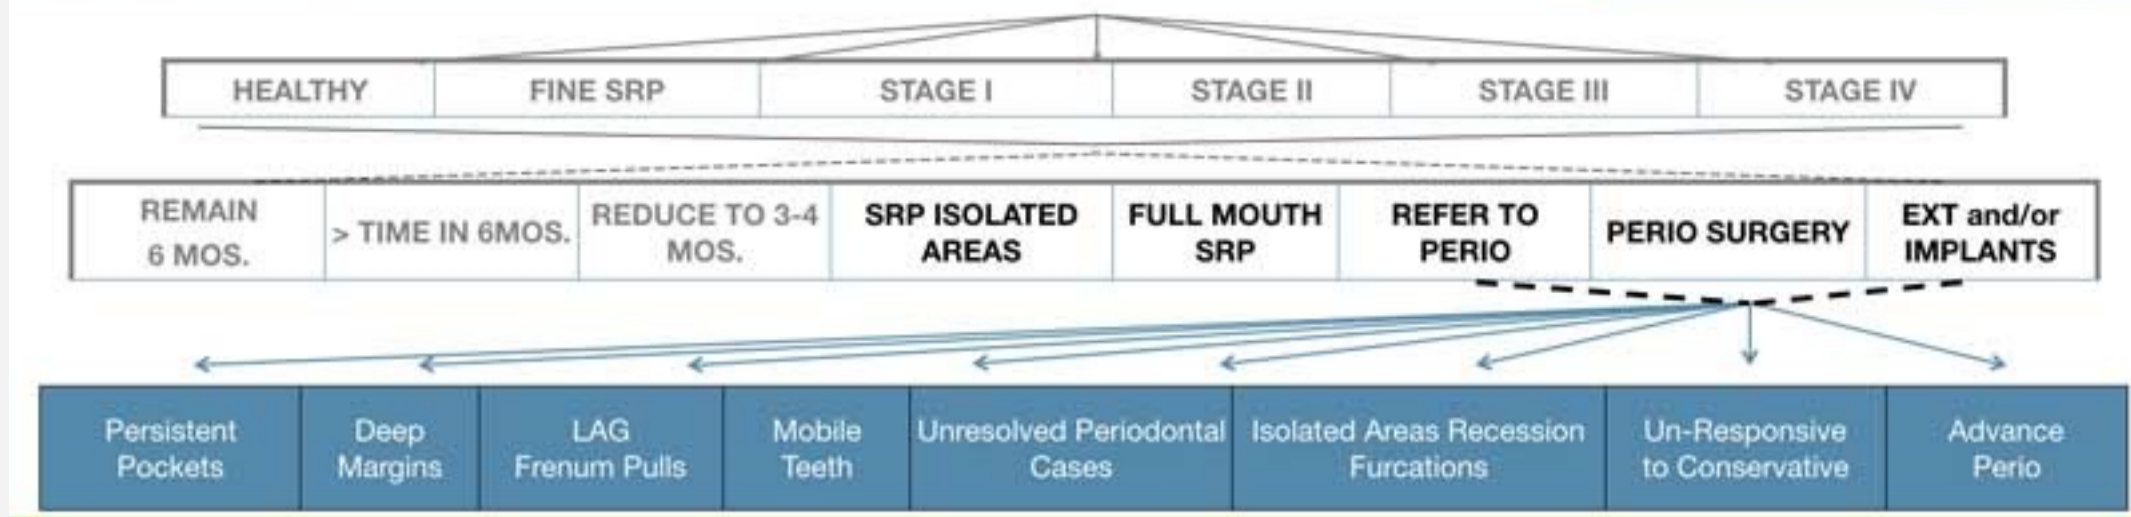 HEALTHY
FINE SRP
STAGE I
STAGE II
STAGE III
STAGE IV
REMAIN
6 MOS.
> TIME IN 6MOS.
REDUCE TO 3-4
MOS.
SRP ISOLATED
AREAS
FULL MOUTH
SRP
REFER TO
PERIO
PERIO SURGERY
EXT and/or
IMPLANTS
Persistent
Pockets
Deep
Margins
LAG
Frenum Pulls
Mobile
Teeth
Unresolved Periodontal
Cases
Isolated Areas Recession
Furcations
Un-Responsive
to Conservative
Advance
Perio